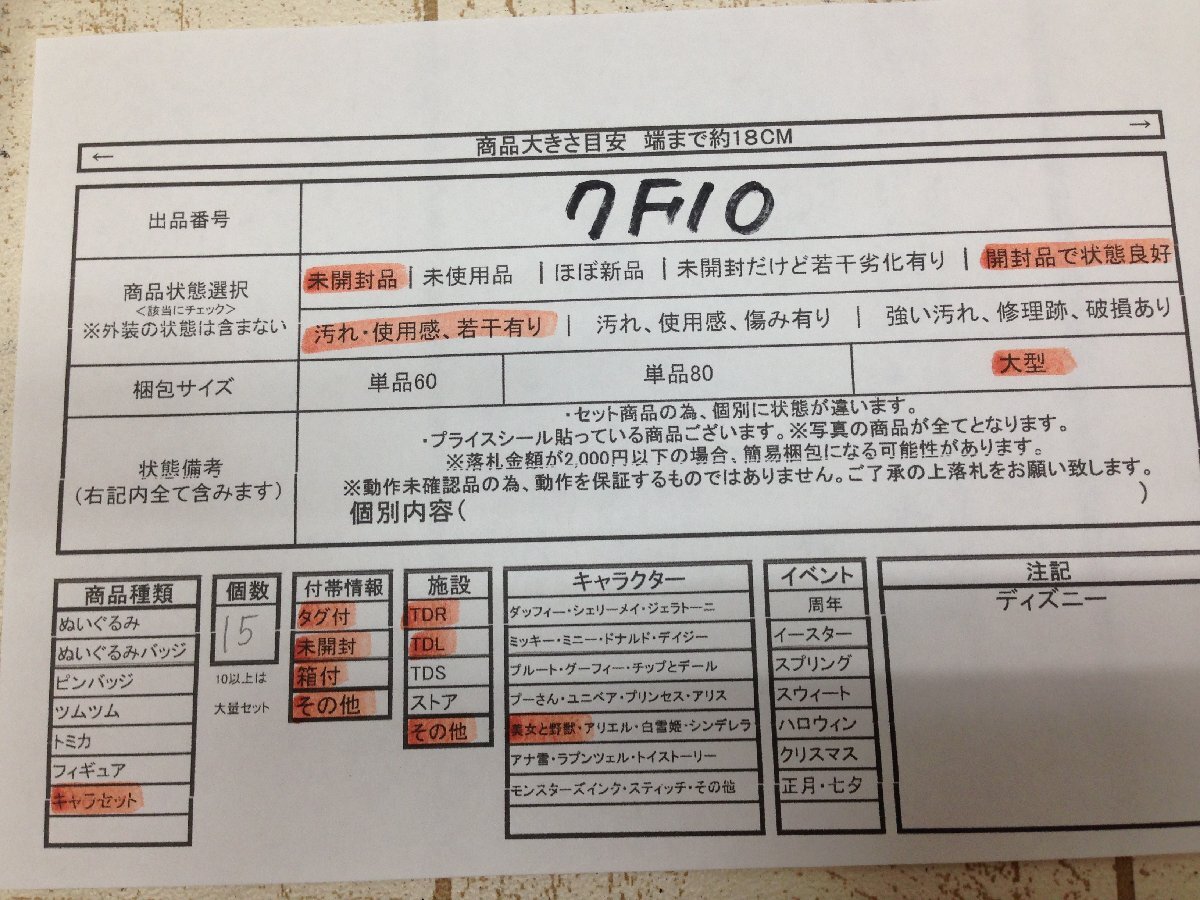 ← 商品大きさ目安 端まで約18CM →
出品番号 7F10
商品状態選択
<該当にチェック>
※外装の状態は含まない
未開封品 | 未使用品 | ほぼ新品 | 未開封だけど若干劣化有り | 開封品で状態良好
汚れ・使用感、若干有り | 汚れ、使用感、傷み有り | 強い汚れ、修理跡、破損あり
梱包サイズ 単品60 単品80 大型
状態備考
(右記内全て含みます)
・セット商品の為、個別に状態が違います。
・プライスシール貼っている商品ございます。※写真の商品が全てとなります。
※落札金額が2,000円以下の場合、簡易梱包になる可能性があります。
※動作未確認品の為、動作を保証するものではありません。ご了承の上落札をお願い致します。
個別内容( )
商品種類
ぬいぐるみ
ぬいぐるみバッジ
ピンバッジ
ツムツム
トミカ
フィギュア
キャラセット
個数
15
10以上は
大量セット
付帯情報
タグ付
未開封
箱付
その他
施設
TDR
TDL
TDS
ストア
その他
キャラクター
ダッフィー・シェリーメイ・ジェラトーニ
ミッキー・ミニー・ドナルド・デイジー
プルート・グーフィー・チップとデール
プーさん・ユニベア・プリンセス・アリス
美女と野獣・アリエル・白雪姫・シンデレラ
アナ雪・ラプンツェル・トイストーリー
モンスターズインク・スティッチ・その他
イベント
周年
イースター
スプリング
スウィート
ハロウィン
クリスマス
正月・七夕
注記
ディズニー